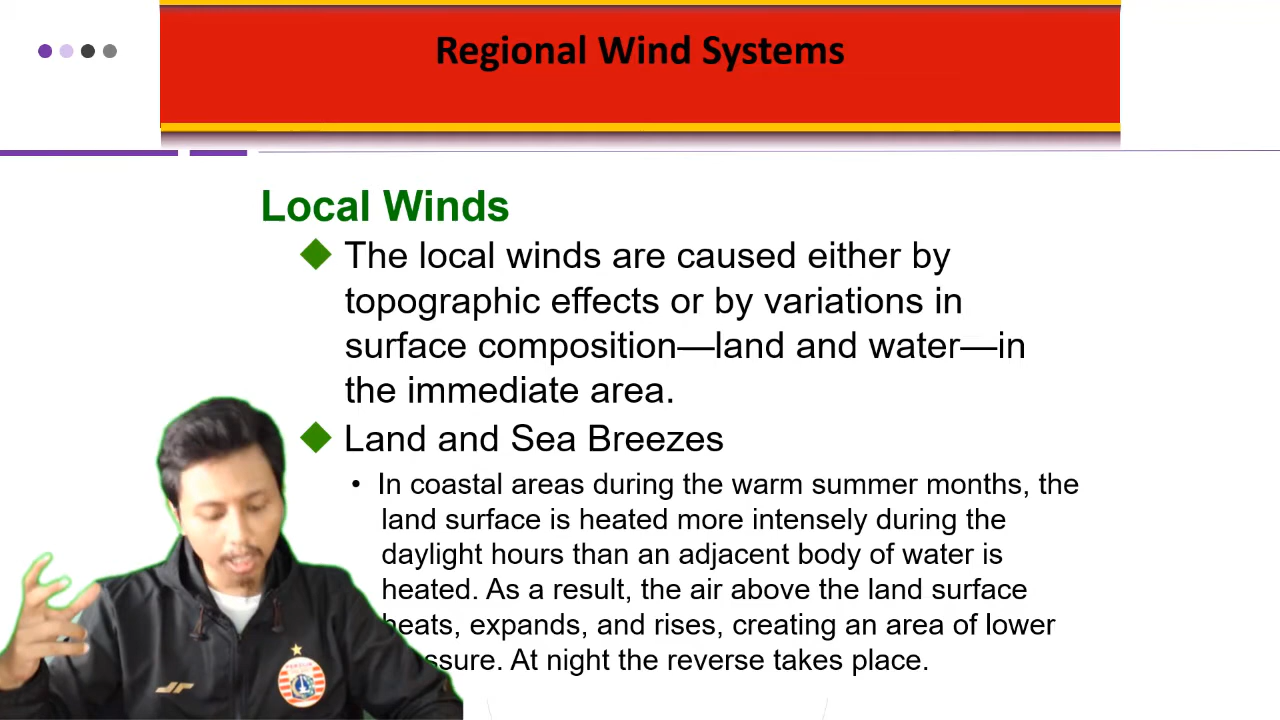 Regional Wind Systems
Local Winds
The local winds are caused either by
topographic effects or by variations in
surface composition—land and water—in
the immediate area.
Land and Sea Breezes
• In coastal areas during the warm summer months, the
land surface is heated more intensely during the
daylight hours than an adjacent body of water is
heated. As a result, the air above the land surface
heats, expands, and rises, creating an area of lower
ssure. At night the reverse takes place.